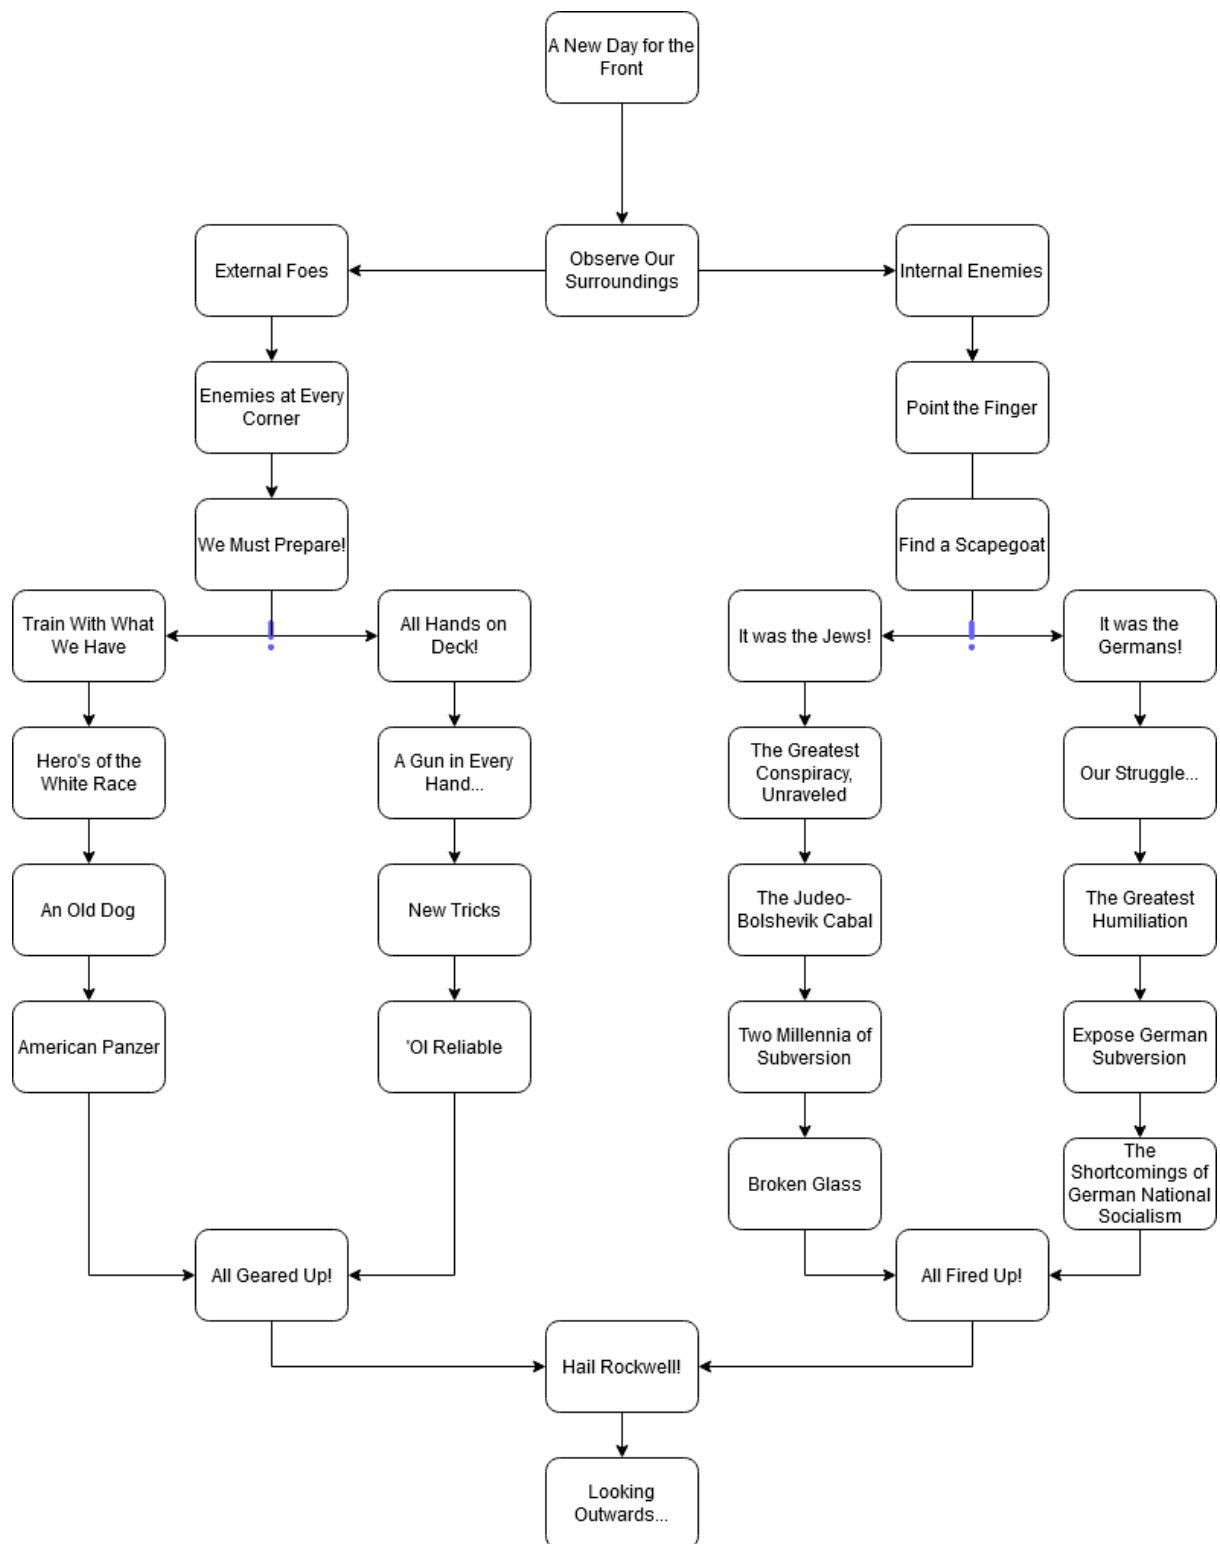 A New Day for the
Front
External Foes
Observe Our
Surroundings
Internal Enemies
Enemies at Every
Corner
Point the Finger
We Must Prepare!
Find a Scapegoat
Train With What
We Have
!
All Hands on
Deck!
It was the Jews!
!
It was the
Germans!
Hero's of the
White Race
A Gun in Every
Hand...
The Greatest
Conspiracy,
Unraveled
Our Struggle...
An Old Dog
New Tricks
The Judeo-
Bolshevik Cabal
The Greatest
Humiliation
American Panzer
'Ol Reliable
Two Millennia of
Subversion
Expose German
Subversion
Broken Glass
The
Shortcomings of
German National
Socialism
All Geared Up!
All Fired Up!
Hail Rockwell!
Looking
Outwards...